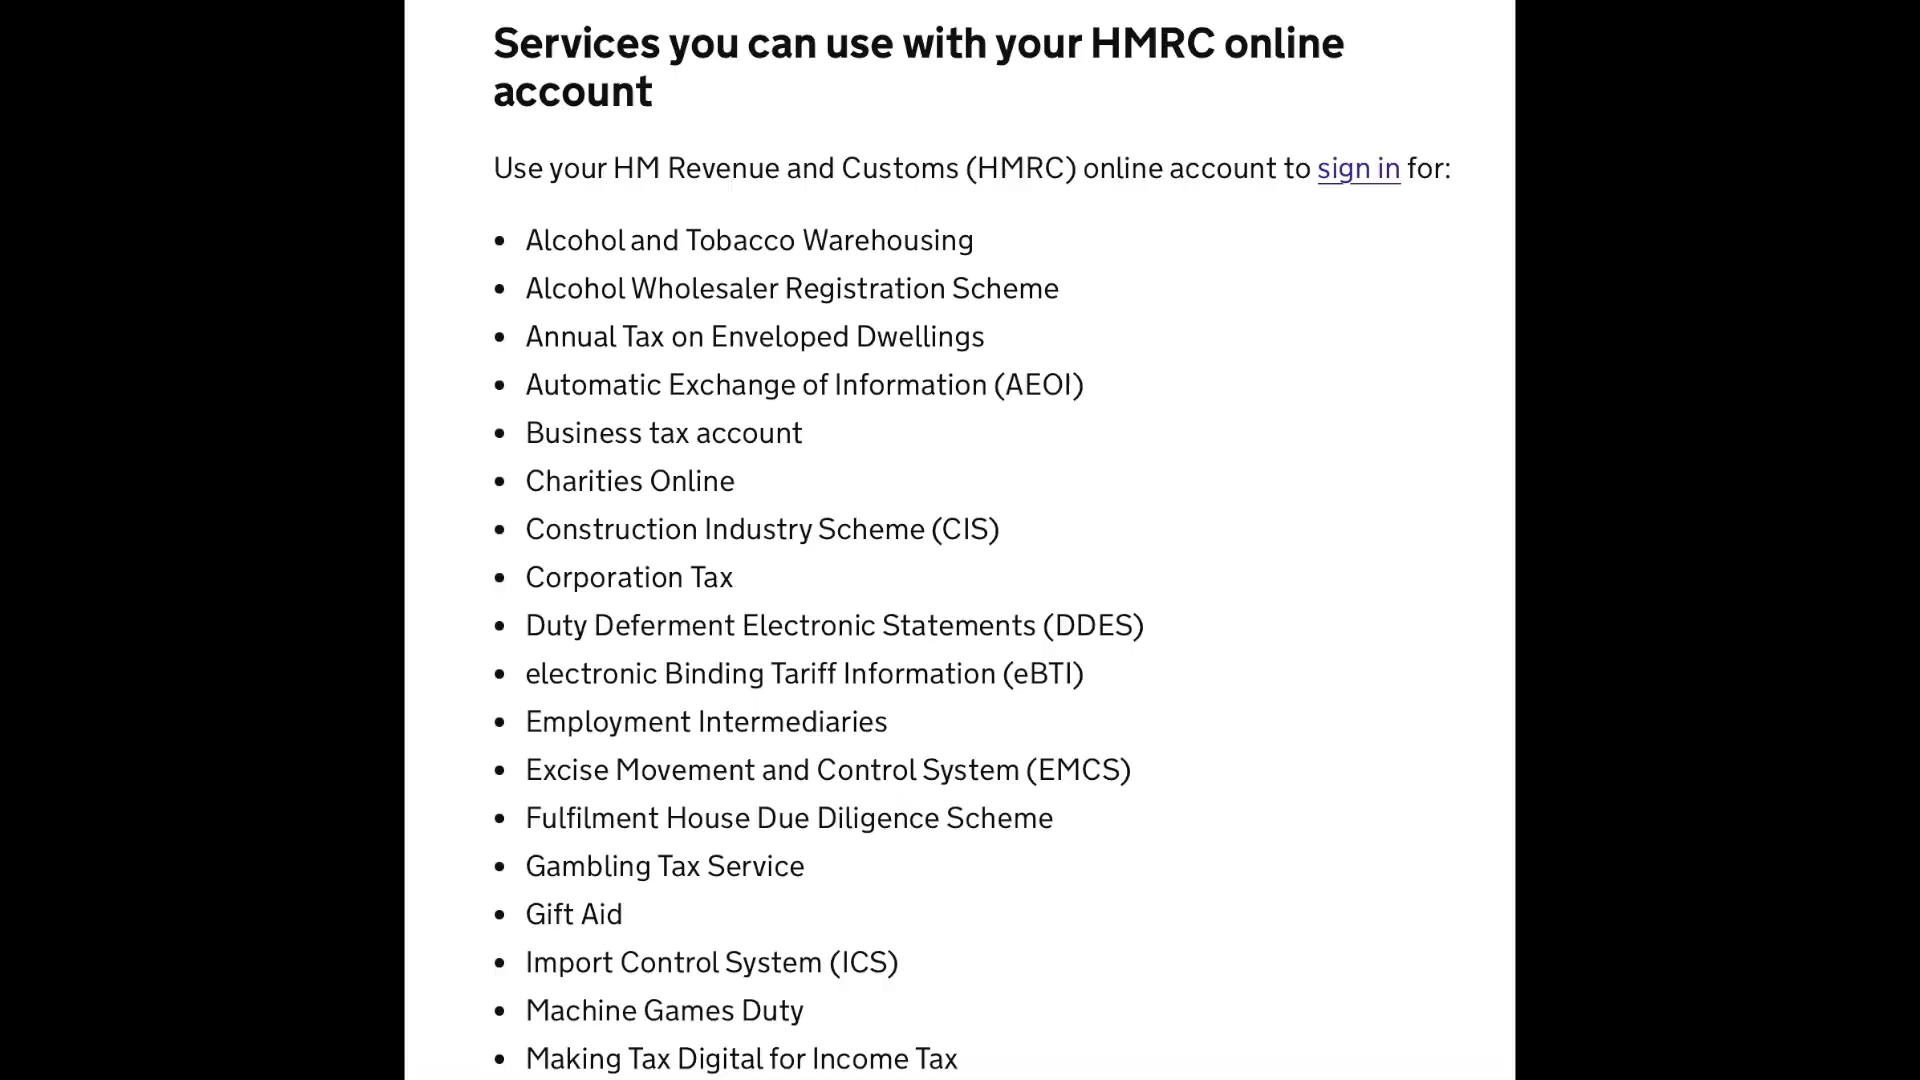 Services you can use with your HMRC online
account
Use your HM Revenue and Customs (HMRC) online account to sign in for:
• Alcohol and Tobacco Warehousing
• Alcohol Wholesaler Registration Scheme
• Annual Tax on Enveloped Dwellings
• Automatic Exchange of Information (AEOI)
• Business tax account
• Charities Online
• Construction Industry Scheme (CIS)
• Corporation Tax
• Duty Deferment Electronic Statements (DDES)
• electronic Binding Tariff Information (eBTI)
• Employment Intermediaries
• Excise Movement and Control System (EMCS)
• Fulfilment House Due Diligence Scheme
• Gambling Tax Service
• Gift Aid
• Import Control System (ICS)
• Machine Games Duty
• Making Tax Digital for Income Tax